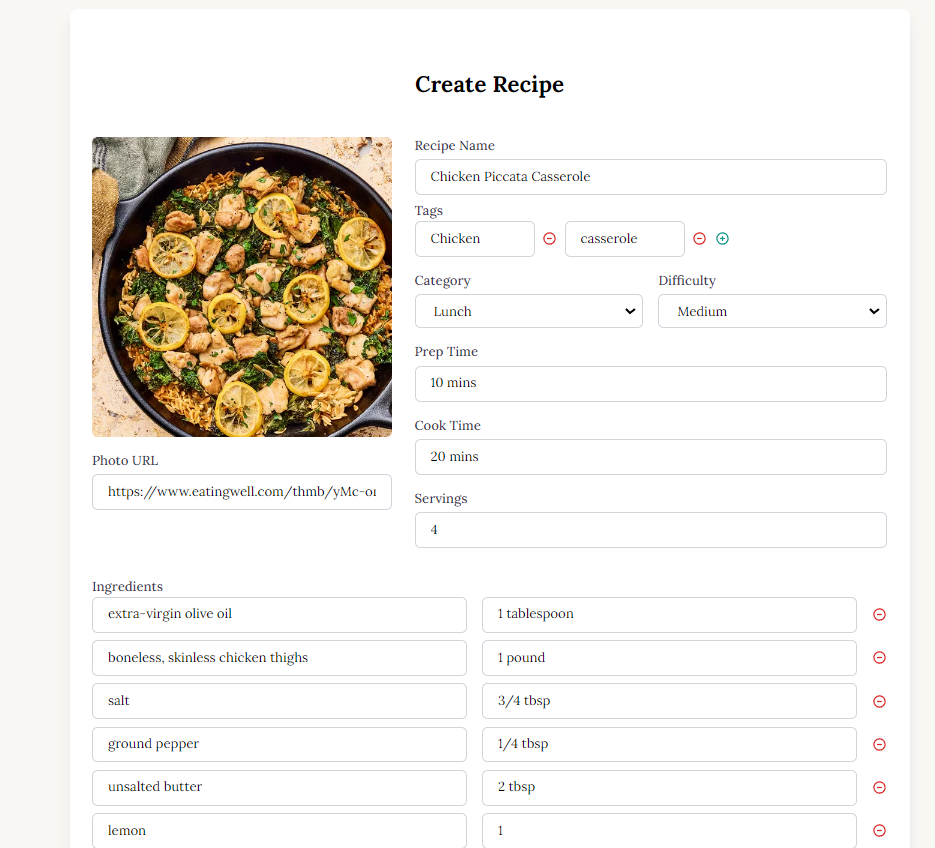 Create Recipe
Recipe Name
Chicken Piccata Casserole
Tags
Chicken
casserole
Category
Difficulty
Lunch
Medium
Prep Time
10 mins
Cook Time
20 mins
Servings
4
Photo URL
https://www.eatingwell.com/thmb/yMc-o
Ingredients
extra-virgin olive oil
1 tablespoon
boneless, skinless chicken thighs
1 pound
salt
3/4 tbsp
ground pepper
1/4 tbsp
unsalted butter
2 tbsp
lemon
1